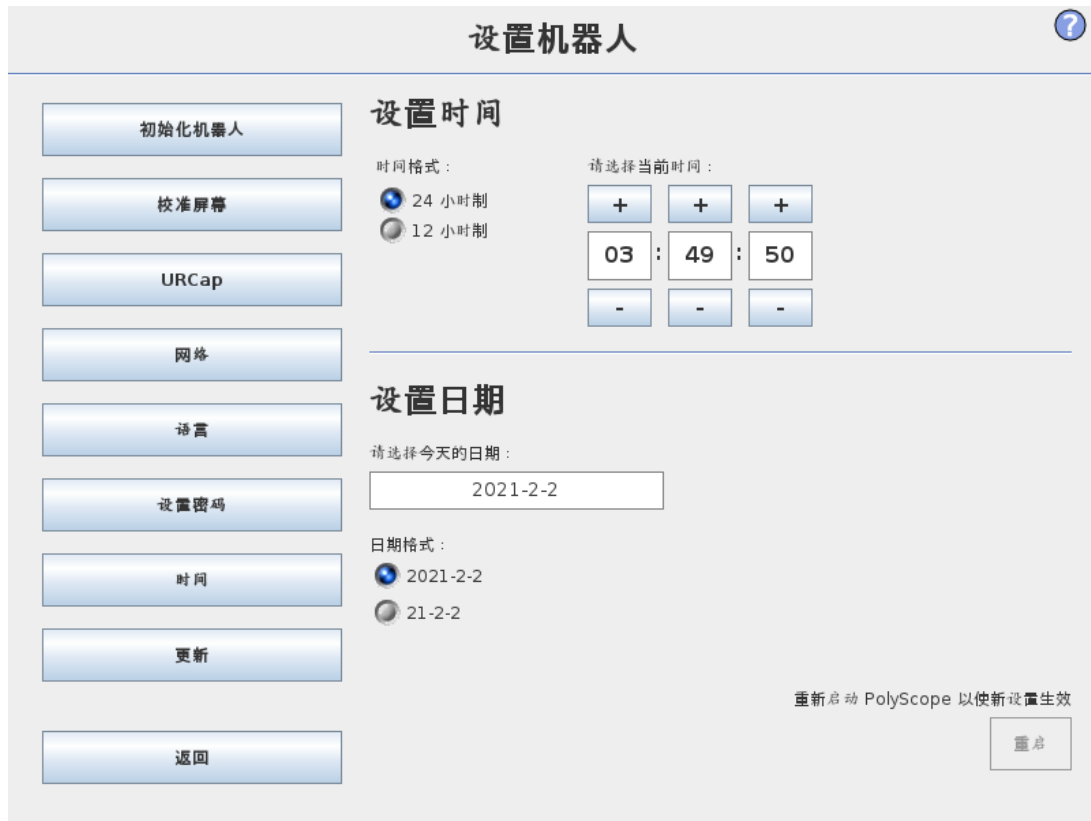 设置机器人
?
初始化机器人
校准屏幕
URCap
网络
语言
设置密码
时间
更新
返回
设置时间
时间格式：
24 小时制
12 小时制
请选择当前时间：
+ + +
03 : 49 : 50
- - -
设置日期
请选择今天的日期：
2021-2-2
日期格式：
2021-2-2
21-2-2
重新启动 PolyScope 以使新设置生效
重启